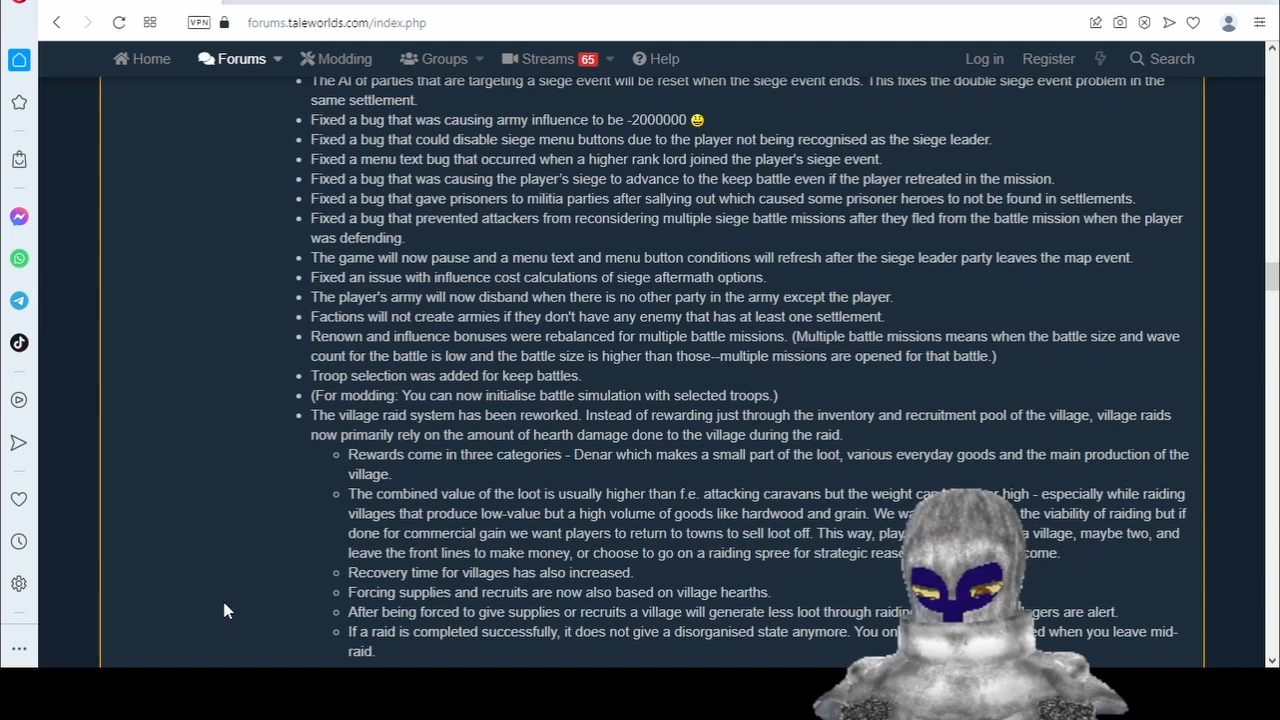 VPN
forums.taleworlds.com/index.php
Home
Forums
Modding
Groups
Streams 65
Help
Log in
Register
Search
The AI of parties that are targeting a siege event will be reset when the siege event ends. This fixes the double siege event problem in the
same settlement.
Fixed a bug that was causing army influence to be -2000000
Fixed a bug that could disable siege menu buttons due to the player not being recognised as the siege leader.
Fixed a menu text bug that occurred when a higher rank lord joined the player's siege event.
Fixed a bug that was causing the player's siege to advance to the keep battle even if the player retreated in the mission.
Fixed a bug that gave prisoners to militia parties after sallying out which caused some prisoner heroes to not be found in settlements.
Fixed a bug that prevented attackers from reconsidering multiple siege battle missions after they fled from the battle mission when the player
was defending.
The game will now pause and a menu text and menu button conditions will refresh after the siege leader party leaves the map event.
Fixed an issue with influence cost calculations of siege aftermath options.
The player's army will now disband when there is no other party in the army except the player.
Factions will not create armies if they don't have any enemy that has at least one settlement.
Renown and influence bonuses were rebalanced for multiple battle missions. (Multiple battle missions means when the battle size and wave
count for the battle is low and the battle size is higher than those--multiple missions are opened for that battle.)
Troop selection was added for keep battles.
(For modding: You can now initialise battle simulation with selected troops.)
The village raid system has been reworked. Instead of rewarding just through the inventory and recruitment pool of the village, village raids
now primarily rely on the amount of hearth damage done to the village during the raid.
Rewards come in three categories - Denar which makes a small part of the loot, various everyday goods and the main production of the
village.
The combined value of the loot is usually higher than f.e. attacking caravans but the weight high - especially while raiding
villages that produce low-value but a high volume of goods like hardwood and grain. We the viability of raiding but if
done for commercial gain we want players to return to towns to sell loot off. This way, a village, maybe two, and
leave the front lines to make money, or choose to go on a raiding spree for strategic
Recovery time for villages has also increased.
Forcing supplies and recruits are now also based on village hearths.
After being forced to give supplies or recruits a village will generate less loot through are alert.
If a raid is completed successfully, it does not give a disorganised state anymore. You when you leave mid-
raid.